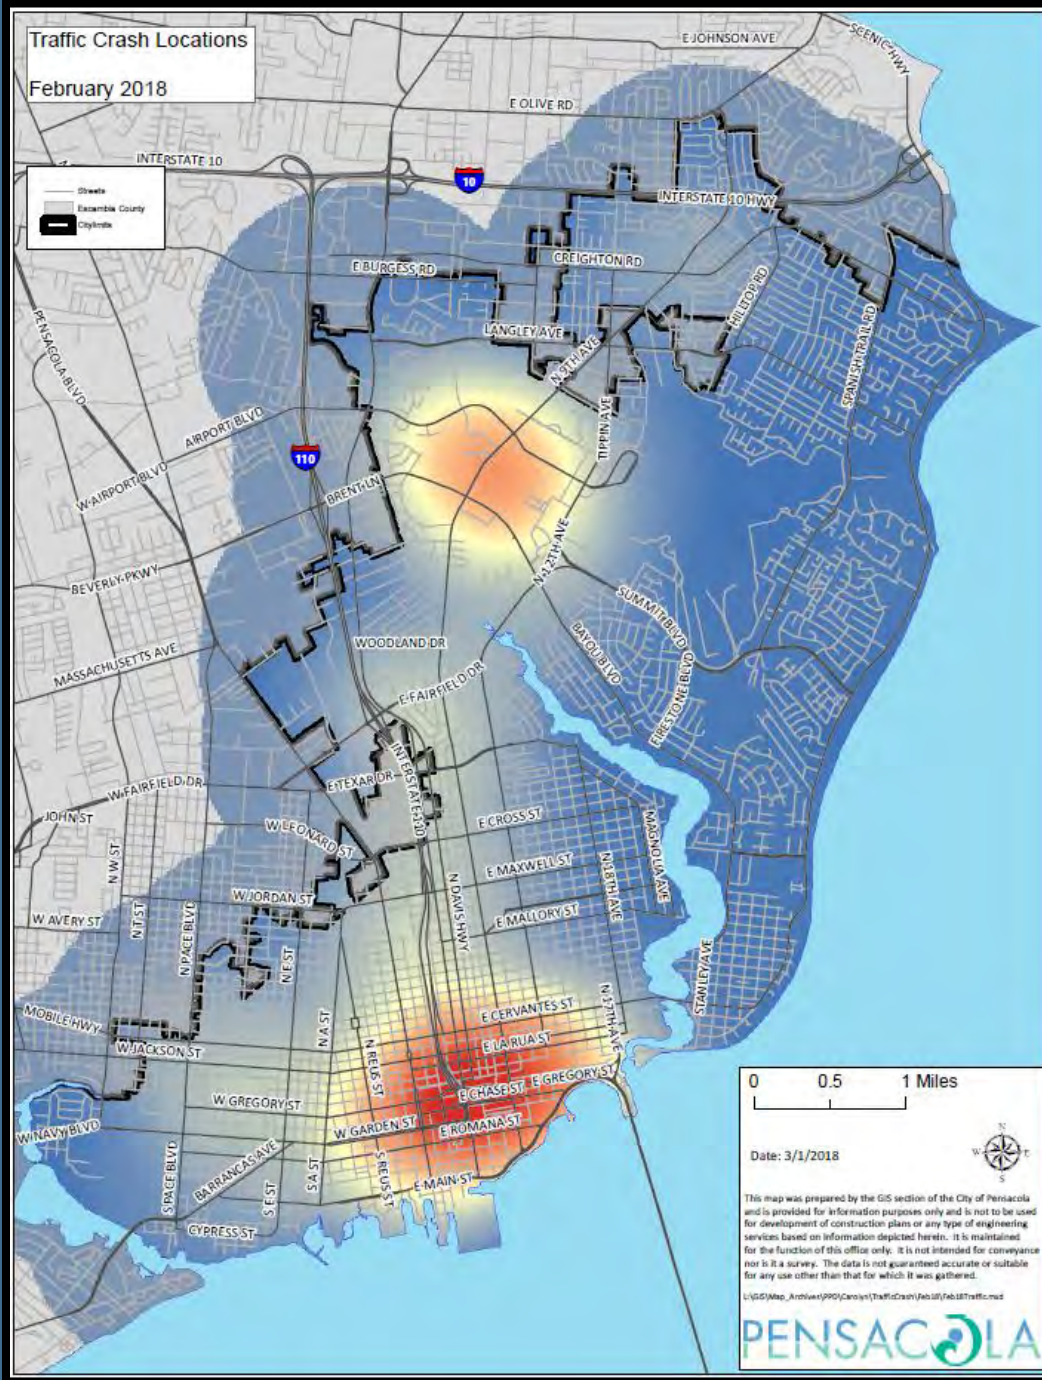 Traffic Crash Locations
February 2018
E JOHNSON AVE
SCENIC HWY
E OLIVE RD
INTERSTATE 10
10
INTERSTATE 10 HWY
Streets
Escambia County
Citylimits
E BURGESS RD
CREIGHTON RD
HILLTOP RD
PENSACOLA BLVD
LANGLEY AVE
N 9TH AVE
SPANISH TRAIL RD
TIPPIN AVE
AIRPORT BLVD
110
W AIRPORT BLVD
BRENT LN
N 12TH AVE
BEVERLY PKWY
SUMMIT BLVD
BAYOU BLVD
WOODLAND DR
MASSACHUSETTS AVE
E FAIRFIELD DR
FIRESTONE BLVD
INTERSTATE 110
E TEXAR DR
W FAIRFIELD DR
JOHN ST
W LEONARD ST
E CROSS ST
MAGNOLIA AVE
N W ST
E MAXWELL ST
N 18TH AVE
N DAVIS HWY
W JORDAN ST
W AVERY ST
N T ST
N PACE BLVD
E MALLORY ST
N E ST
STANLEY AVE
MOBILE HWY
N A ST
E CERVANTES ST
N 17TH AVE
W JACKSON ST
N REUS ST
E LA RUA ST
E GREGORY ST
E CHASE ST
W GREGORY ST
W GARDEN ST
E ROMANA ST
W NAVY BLVD
BARRANCAS AVE
S PACE BLVD
S E ST
S A ST
S REUS ST
E MAIN ST
CYPRESS ST
0 0.5 1 Miles
N
W E
S
Date: 3/1/2018
This map was prepared by the GIS section of the City of Pensacola
and is provided for information purposes only and is not to be used
for development of construction plans or any type of engineering
services based on information depicted herein. It is maintained
for the function of this office only. It is not intended for conveyance
nor is it a survey. The data is not guaranteed accurate or suitable
for any use other than that for which it was gathered.
L:\GIS\Map_Archives\PPD\Carolyn\TrafficCrash\Feb18\Feb18Traffic.mxd
PENSACOLA